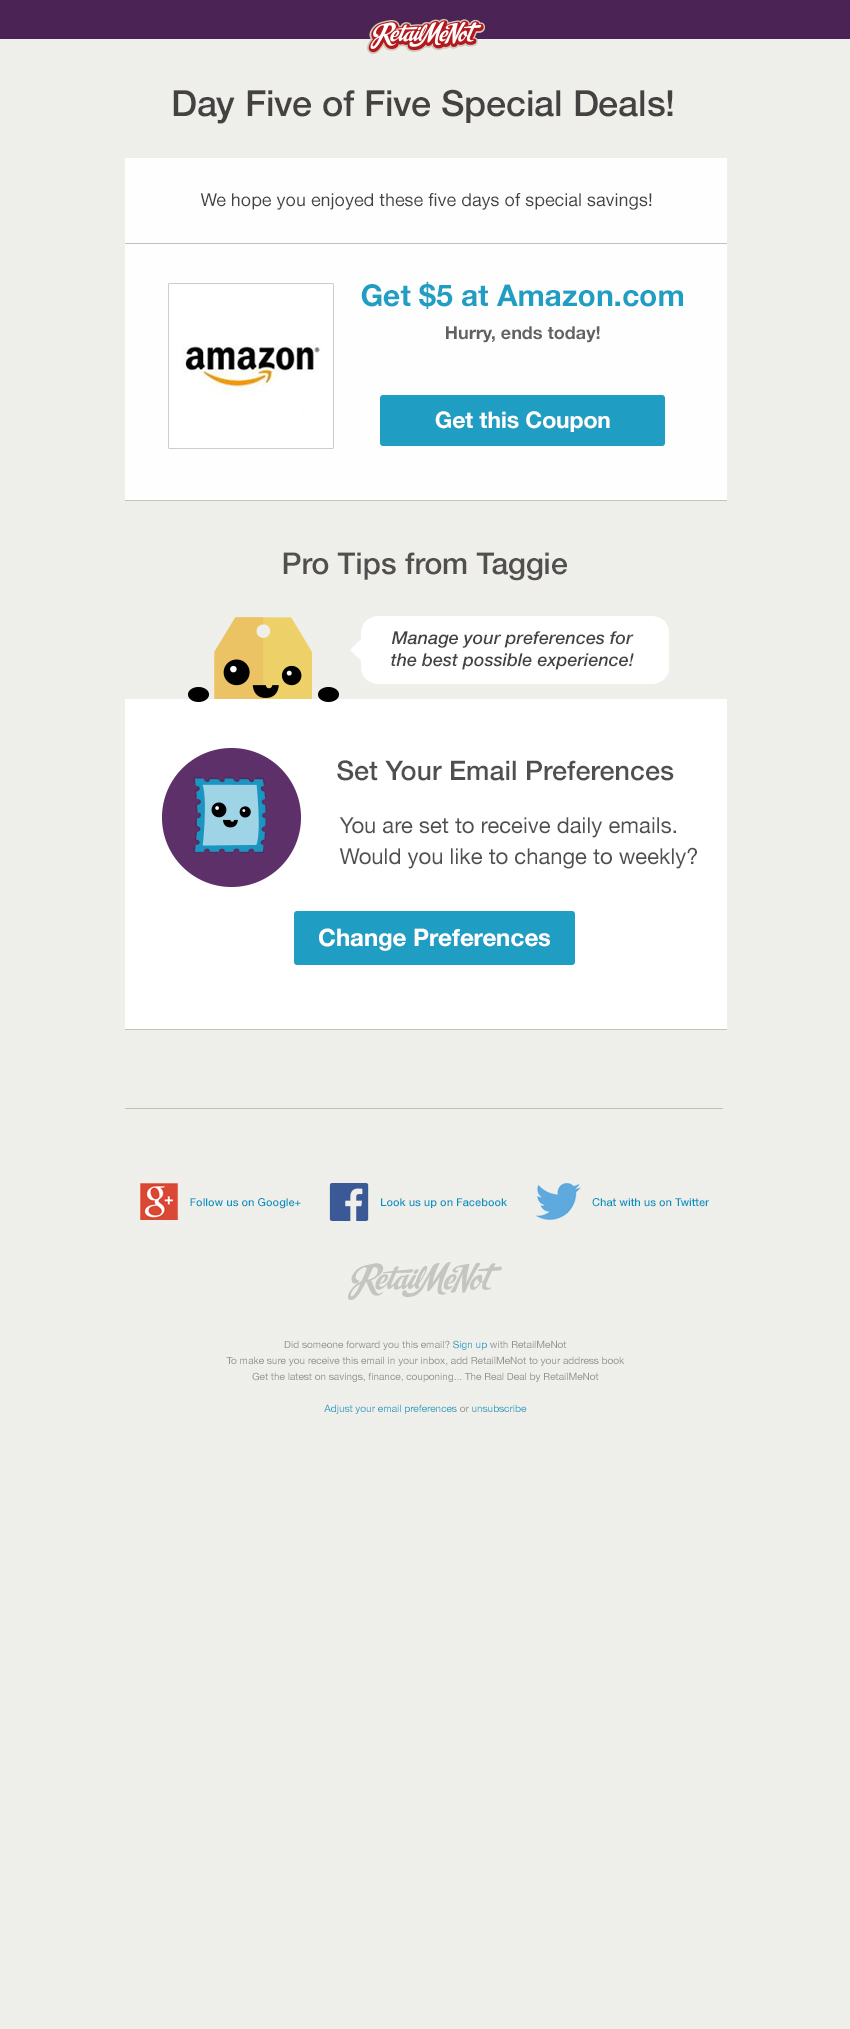 RetailMeNot
Day Five of Five Special Deals!
We hope you enjoyed these five days of special savings!
amazon®
Get $5 at Amazon.com
Hurry, ends today!
Get this Coupon
Pro Tips from Taggie
Manage your preferences for
the best possible experience!
Set Your Email Preferences
You are set to receive daily emails.
Would you like to change to weekly?
Change Preferences
g+ Follow us on Google+
f Look us up on Facebook
Chat with us on Twitter
RetailMeNot
Did someone forward you this email? Sign up with RetailMeNot
To make sure you receive this email in your inbox, add RetailMeNot to your address book
Get the latest on savings, finance, couponing... The Real Deal by RetailMeNot
Adjust your email preferences or unsubscribe